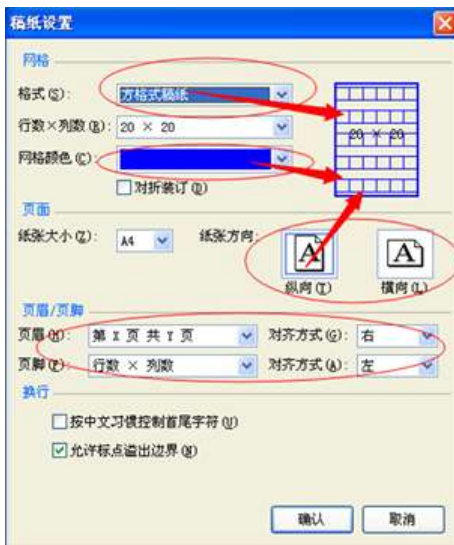 稿纸设置
网格
格式(S): 方格式稿纸
行数×列数(R): 20 × 20
20 × 20
网格颜色(C):
对折装订(O)
页面
纸张大小(Z): A4 纸张方向:
A A
纵向(T) 横向(L)
页眉/页脚
页眉(H): 第 X 页 共 Y 页 对齐方式(G): 右
页脚(P): 行数 × 列数 对齐方式(A): 左
换行
按中文习惯控制首尾字符(U)
允许标点溢出边界(N)
确认 取消